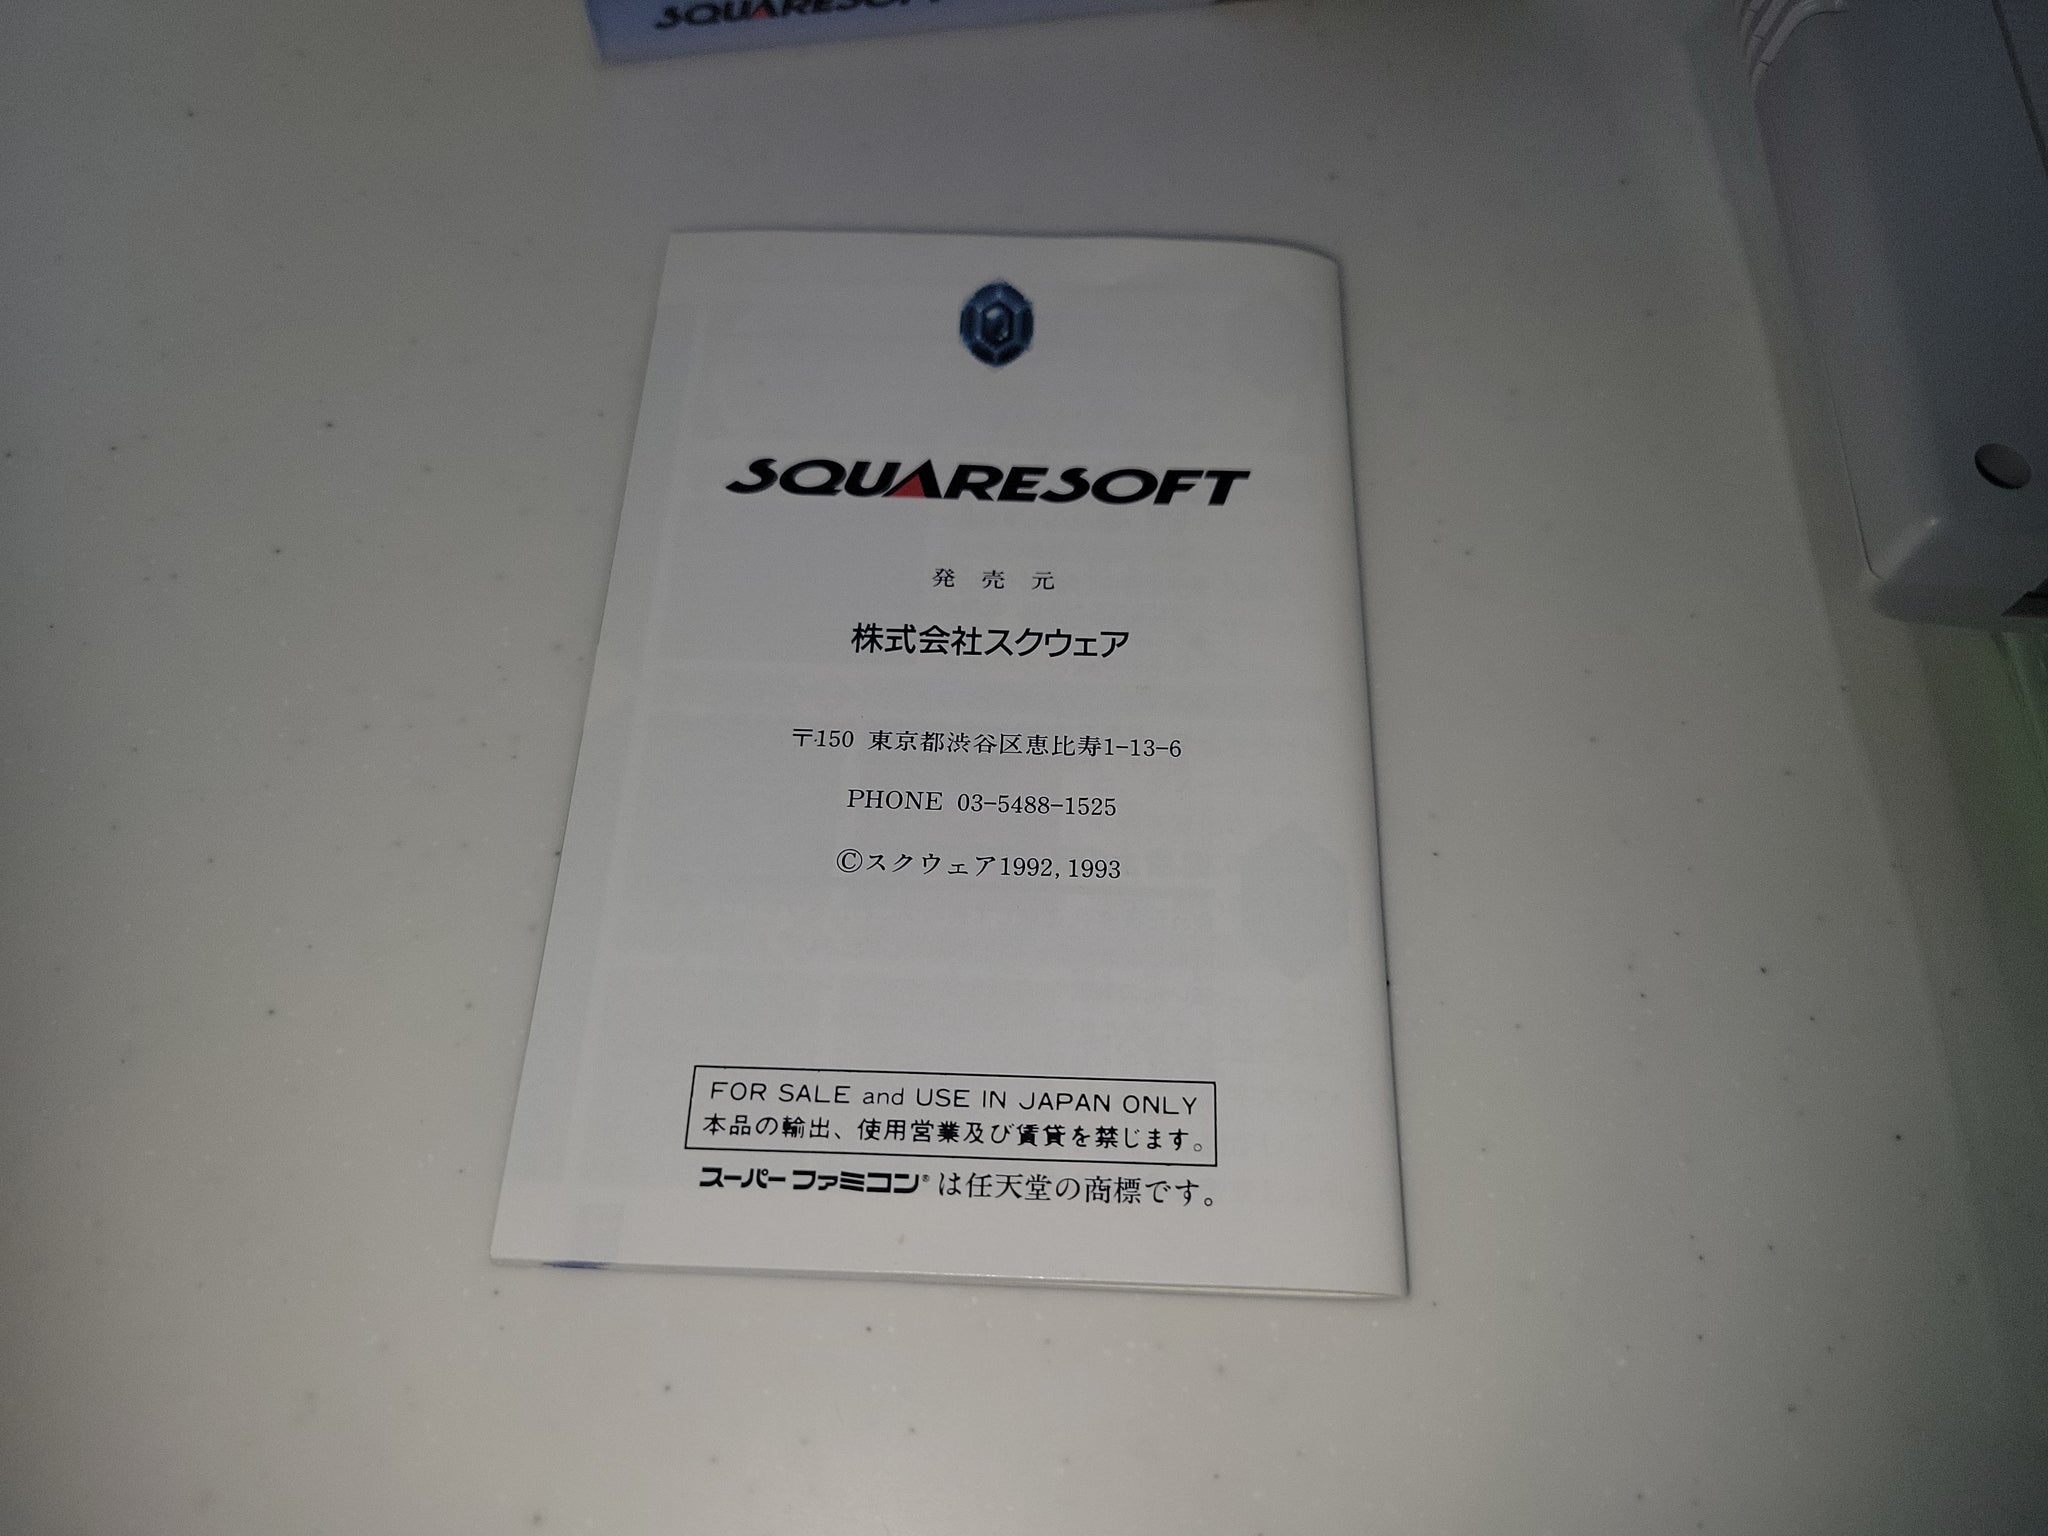 SQUARESOFT
SQUARESOFT
発売元
株式会社スクウェア
〒150 東京都渋谷区恵比寿1-13-6
PHONE 03-5488-1525
©スクウェア1992,1993
FOR SALE and USE IN JAPAN ONLY
本品の輸出、使用営業及び賃貸を禁じます。
スーパーファミコン®は任天堂の商標です。